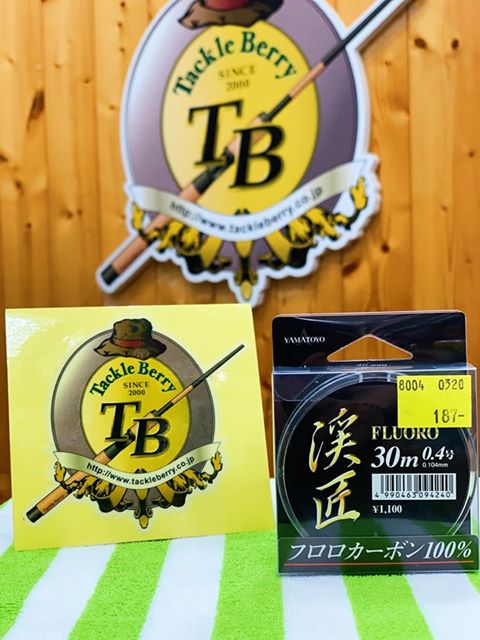 Tackle Berry
SINCE
2000
TB
http://www.tackleberry.co.jp
Tackle Berry
SINCE
2000
TB
http://www.tackleberry.co.jp
YAMATOYO
8004 0320
187-
渓匠
FLUORO
30m 0.4号
0.104mm
4 990463 094240
¥1,100
フロロカーボン100%